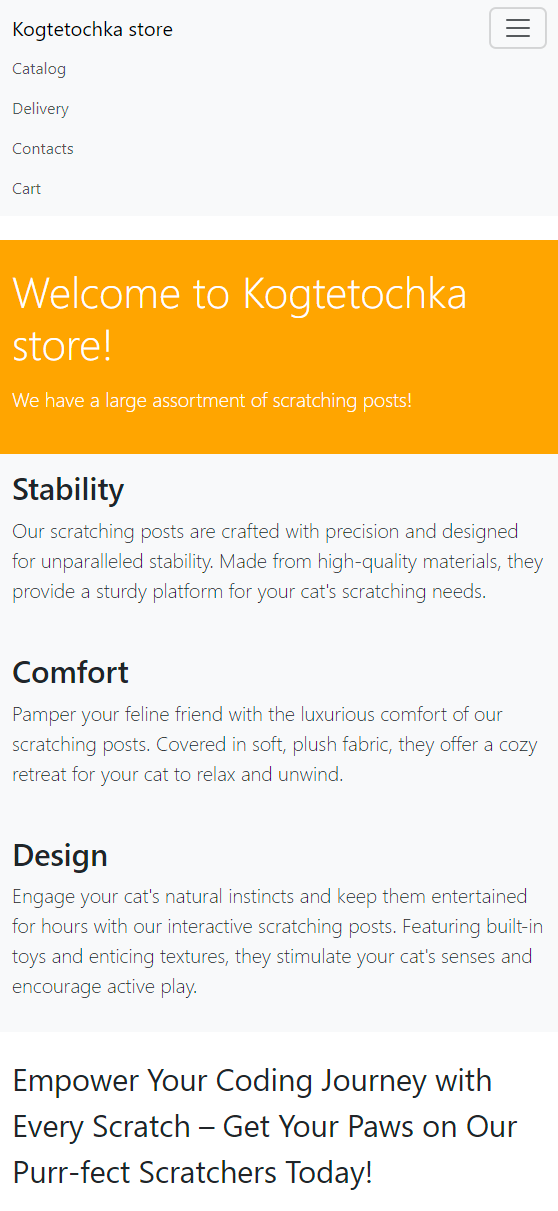 Kogtetochka store
Catalog
Delivery
Contacts
Cart
Welcome to Kogtetochka
store!
We have a large assortment of scratching posts!
Stability
Our scratching posts are crafted with precision and designed
for unparalleled stability. Made from high-quality materials, they
provide a sturdy platform for your cat's scratching needs.
Comfort
Pamper your feline friend with the luxurious comfort of our
scratching posts. Covered in soft, plush fabric, they offer a cozy
retreat for your cat to relax and unwind.
Design
Engage your cat's natural instincts and keep them entertained
for hours with our interactive scratching posts. Featuring built-in
toys and enticing textures, they stimulate your cat's senses and
encourage active play.
Empower Your Coding Journey with
Every Scratch – Get Your Paws on Our
Purr-fect Scratchers Today!